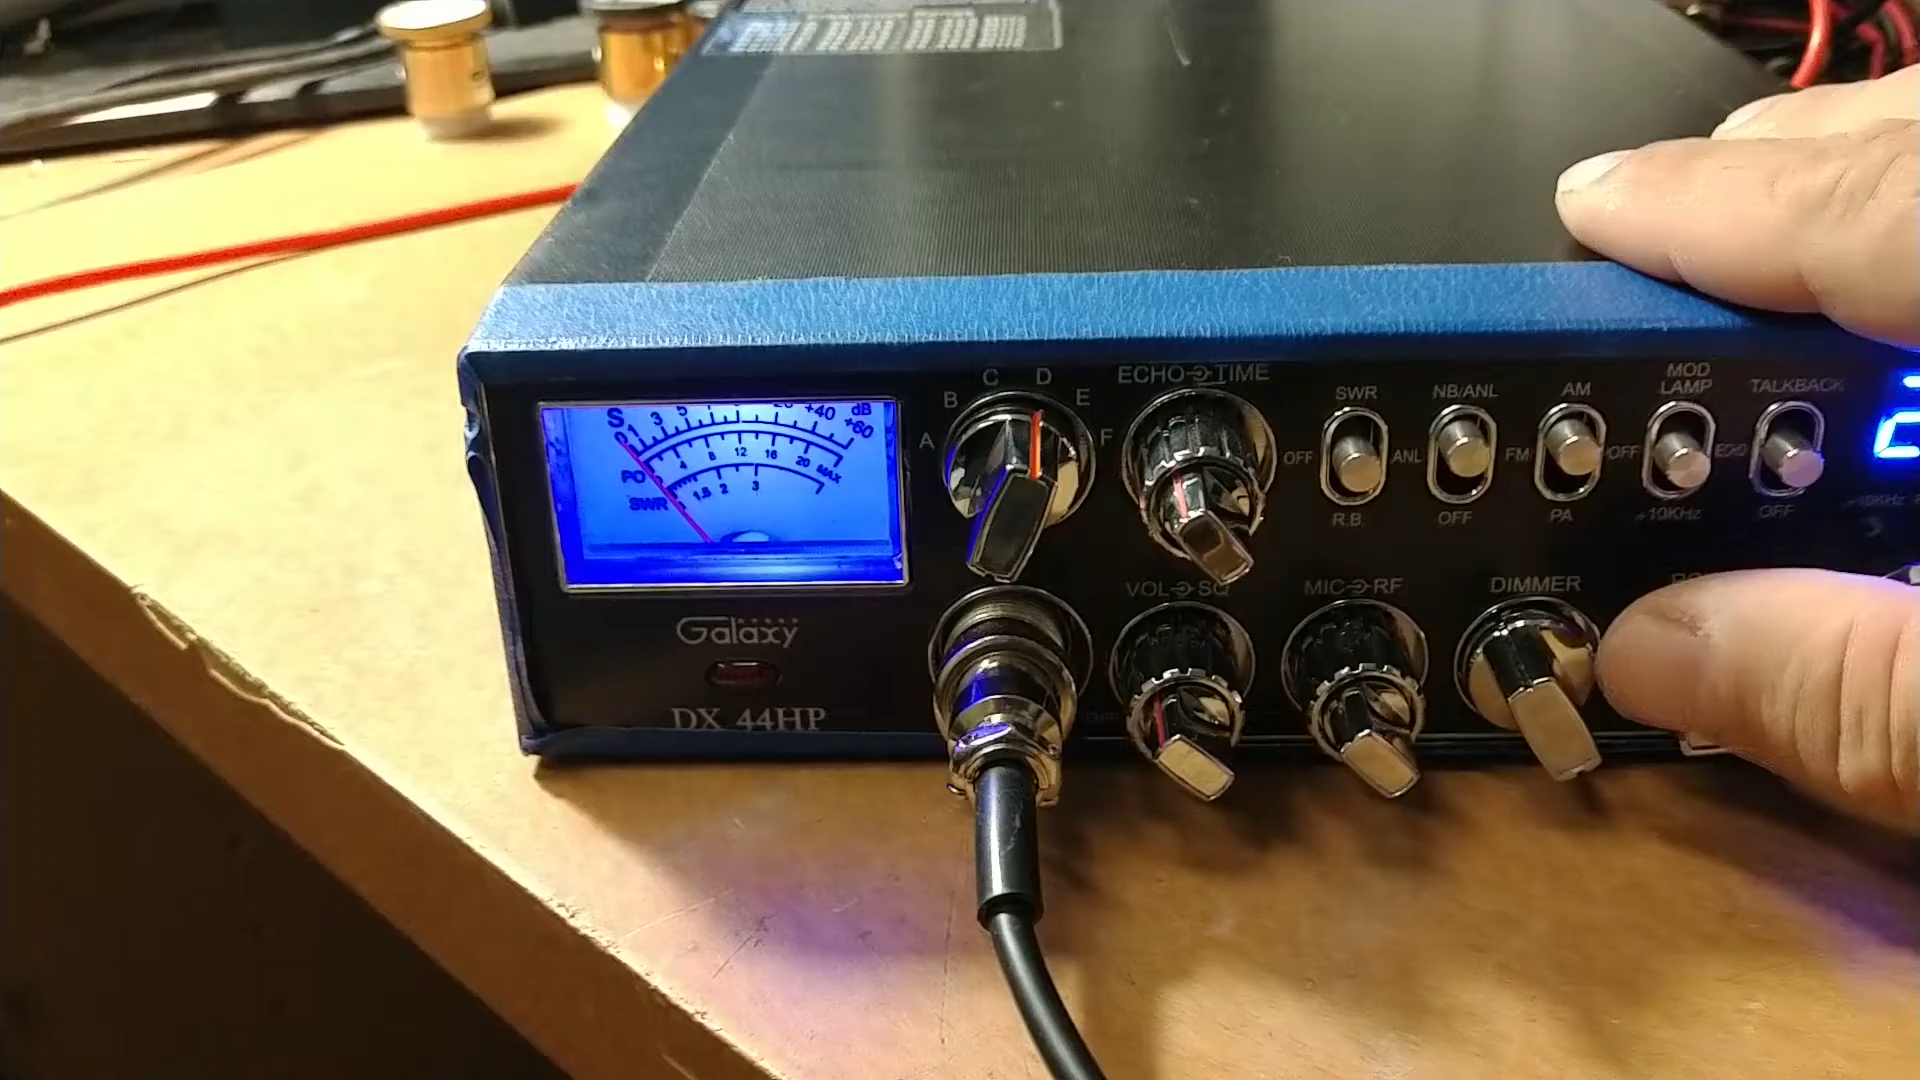 S 1 3 5 +40 +60 dB
PO 4 8 12 16 20 MAX
SWR 1.5 2 3
A B C D E F
ECHO TIME
SWR
OFF
R.B.
NB/ANL
ANL
OFF
AM
FM
PA
MOD
LAMP
OFF
+10KHz
TALKBACK
ECHO
OFF
Galaxy
DX 44HP
VOL SQ
MIC RF
DIMMER